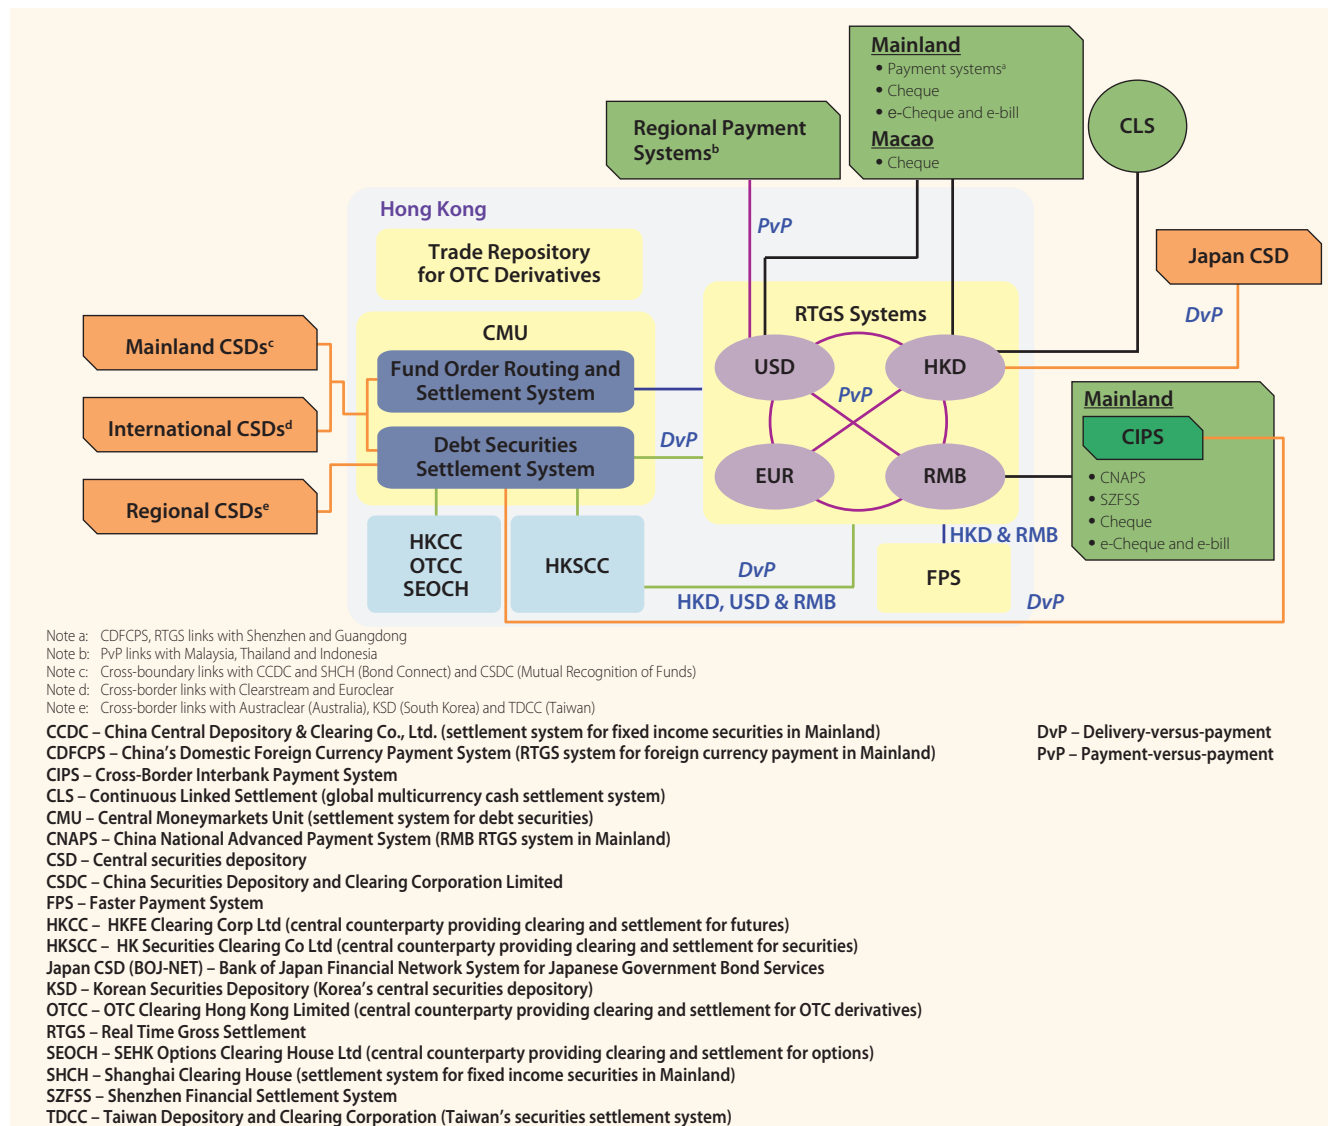 Mainland
• Payment systemsᵃ
• Cheque
• e-Cheque and e-bill
Macao
• Cheque
Regional Payment
Systemsᵇ
CLS
Hong Kong
PvP
Trade Repository
for OTC Derivatives
Japan CSD
DvP
RTGS Systems
CMU
Mainland CSDsᶜ
Fund Order Routing and
Settlement System
USD
HKD
PvP
Mainland
CIPS
• CNAPS
• SZFSS
• Cheque
• e-Cheque and e-bill
International CSDsᵈ
Debt Securities
Settlement System
DvP
EUR
RMB
Regional CSDsᵉ
HKCC
OTCC
SEOCH
HKSCC
HKD & RMB
DvP
HKD, USD & RMB
FPS
DvP
Note a: CDFCPS, RTGS links with Shenzhen and Guangdong
Note b: PvP links with Malaysia, Thailand and Indonesia
Note c: Cross-boundary links with CCDC and SHCH (Bond Connect) and CSDC (Mutual Recognition of Funds)
Note d: Cross-border links with Clearstream and Euroclear
Note e: Cross-border links with Austraclear (Australia), KSD (South Korea) and TDCC (Taiwan)
CCDC – China Central Depository & Clearing Co., Ltd. (settlement system for fixed income securities in Mainland)
CDFCPS – China's Domestic Foreign Currency Payment System (RTGS system for foreign currency payment in Mainland)
CIPS – Cross-Border Interbank Payment System
CLS – Continuous Linked Settlement (global multicurrency cash settlement system)
CMU – Central Moneymarkets Unit (settlement system for debt securities)
CNAPS – China National Advanced Payment System (RMB RTGS system in Mainland)
CSD – Central securities depository
CSDC – China Securities Depository and Clearing Corporation Limited
FPS – Faster Payment System
HKCC – HKFE Clearing Corp Ltd (central counterparty providing clearing and settlement for futures)
HKSCC – HK Securities Clearing Co Ltd (central counterparty providing clearing and settlement for securities)
Japan CSD (BOJ-NET) – Bank of Japan Financial Network System for Japanese Government Bond Services
KSD – Korean Securities Depository (Korea's central securities depository)
OTCC – OTC Clearing Hong Kong Limited (central counterparty providing clearing and settlement for OTC derivatives)
RTGS – Real Time Gross Settlement
SEOCH – SEHK Options Clearing House Ltd (central counterparty providing clearing and settlement for options)
SHCH – Shanghai Clearing House (settlement system for fixed income securities in Mainland)
SZFSS – Shenzhen Financial Settlement System
TDCC – Taiwan Depository and Clearing Corporation (Taiwan's securities settlement system)
DvP – Delivery-versus-payment
PvP – Payment-versus-payment